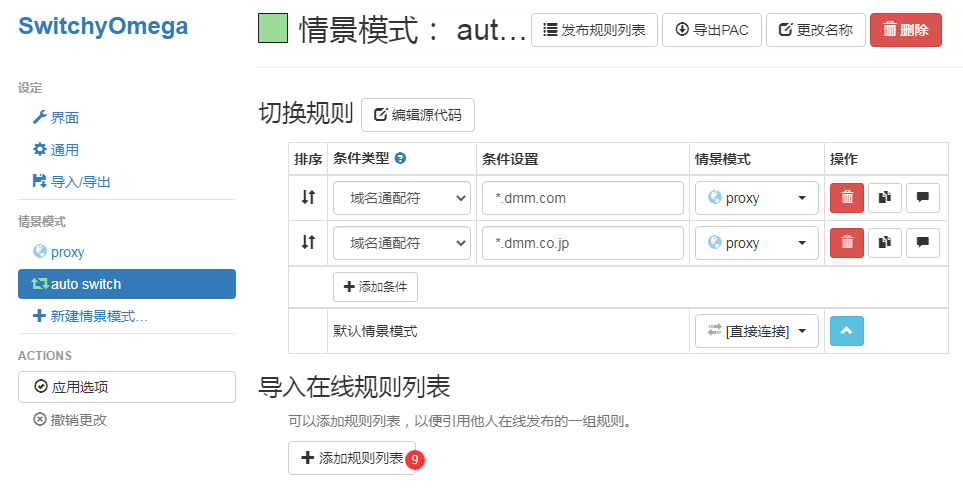 SwitchyOmega
设定
界面
通用
导入/导出
情景模式
proxy
auto switch
新建情景模式...
ACTIONS
应用选项
撤销更改
情景模式： aut... 发布规则列表 导出PAC 更改名称 删除
切换规则 编辑源代码
排序 条件类型 条件设置 情景模式 操作
域名通配符 *.dmm.com proxy
域名通配符 *.dmm.co.jp proxy
添加条件
默认情景模式 [直接连接]
导入在线规则列表
可以添加规则列表，以便引用他人在线发布的一组规则。
添加规则列表 9